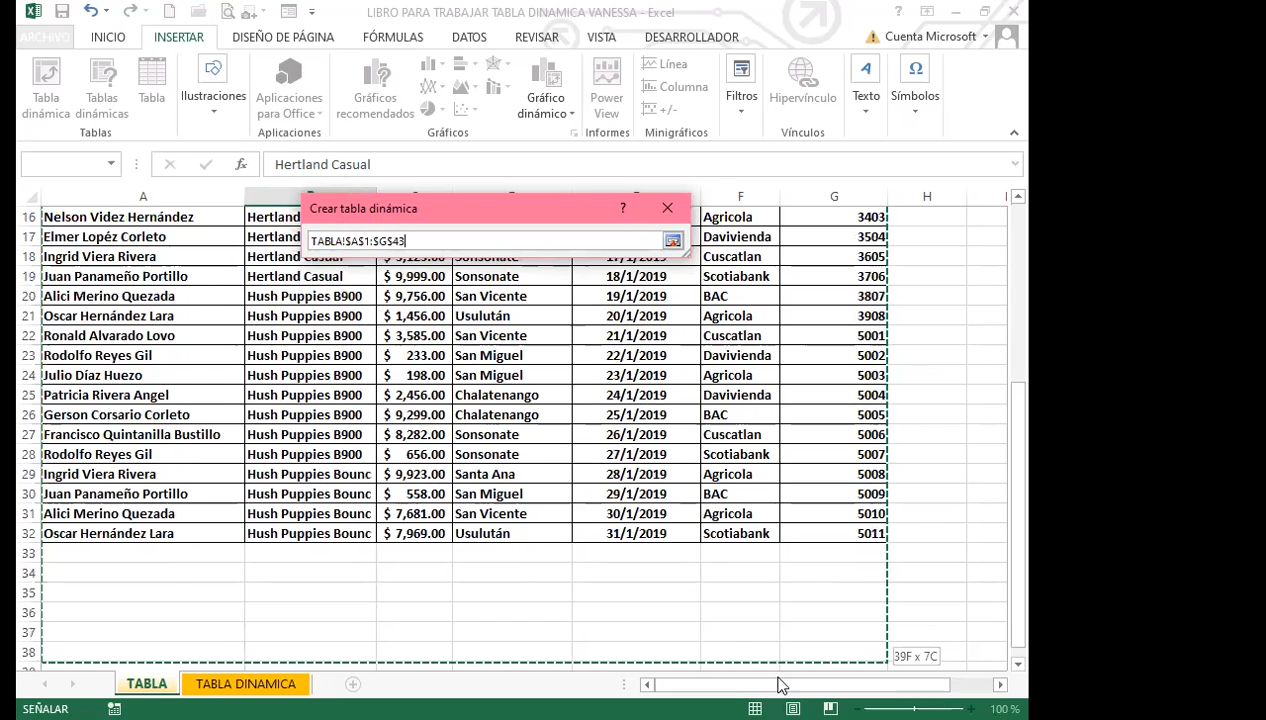 LIBRO PARA TRABAJAR TABLA DINAMICA VANESSA - Excel
ARCHIVO INICIO INSERTAR DISEÑO DE PÁGINA FÓRMULAS DATOS REVISAR VISTA DESARROLLADOR Cuenta Microsoft
Tabla dinámica Tablas dinámicas Tabla Ilustraciones Aplicaciones para Office Gráficos recomendados Gráfico dinámico Power View Línea Columna +/- Filtros Hipervínculo Texto Símbolos
Tablas Aplicaciones Gráficos Informes Minigráficos Vínculos
fx Hertland Casual
A F G H
Crear tabla dinámica ?
TABLA!$A$1:$G$43
16 Nelson Videz Hernández Hertland Agricola 3403
17 Elmer Lopéz Corleto Hertland Davivienda 3504
18 Ingrid Viera Rivera Cuscatlan 3605
19 Juan Panameño Portillo Hertland Casual $ 9,999.00 Sonsonate 18/1/2019 Scotiabank 3706
20 Alici Merino Quezada Hush Puppies B900 $ 9,756.00 San Vicente 19/1/2019 BAC 3807
21 Oscar Hernández Lara Hush Puppies B900 $ 1,456.00 Usulután 20/1/2019 Agricola 3908
22 Ronald Alvarado Lovo Hush Puppies B900 $ 3,585.00 San Vicente 21/1/2019 Cuscatlan 5001
23 Rodolfo Reyes Gil Hush Puppies B900 $ 233.00 San Miguel 22/1/2019 Davivienda 5002
24 Julio Díaz Huezo Hush Puppies B900 $ 198.00 San Miguel 23/1/2019 Agricola 5003
25 Patricia Rivera Angel Hush Puppies B900 $ 2,456.00 Chalatenango 24/1/2019 Davivienda 5004
26 Gerson Corsario Corleto Hush Puppies B900 $ 9,299.00 Chalatenango 25/1/2019 BAC 5005
27 Francisco Quintanilla Bustillo Hush Puppies B900 $ 8,282.00 Sonsonate 26/1/2019 Cuscatlan 5006
28 Rodolfo Reyes Gil Hush Puppies B900 $ 656.00 Sonsonate 27/1/2019 Scotiabank 5007
29 Ingrid Viera Rivera Hush Puppies Bounc $ 9,923.00 Santa Ana 28/1/2019 Agricola 5008
30 Juan Panameño Portillo Hush Puppies Bounc $ 558.00 San Miguel 29/1/2019 BAC 5009
31 Alici Merino Quezada Hush Puppies Bounc $ 7,681.00 San Vicente 30/1/2019 Agricola 5010
32 Oscar Hernández Lara Hush Puppies Bounc $ 7,969.00 Usulután 31/1/2019 Scotiabank 5011
33
34
35
36
37
38 39F x 7C
TABLA TABLA DINAMICA
SEÑALAR 100 %